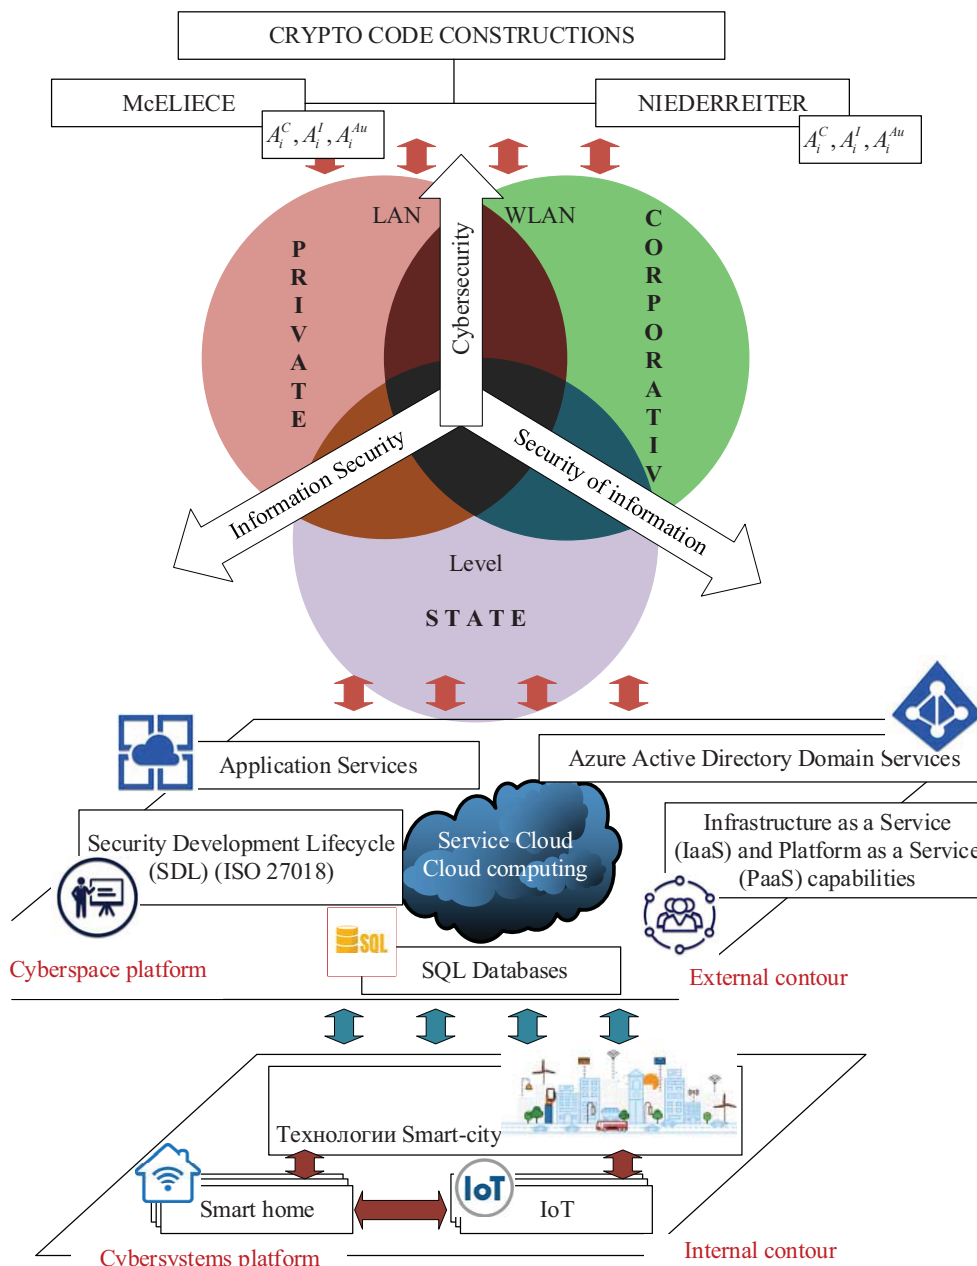 CRYPTO CODE CONSTRUCTIONS
McELIECE
NIEDERREITER
A_i^C, A_i^I, A_i^Au
A_i^C, A_i^I, A_i^Au
LAN
WLAN
PRIVATE
CORPORATIV
Cybersecurity
Information Security
Security of information
Level
STATE
Application Services
Azure Active Directory Domain Services
Security Development Lifecycle
(SDL) (ISO 27018)
Service Cloud
Cloud computing
Infrastructure as a Service
(IaaS) and Platform as a Service
(PaaS) capabilities
SQL
SQL Databases
Cyberspace platform
External contour
Технологии Smart-city
Smart home
IoT
IoT
Cybersystems platform
Internal contour